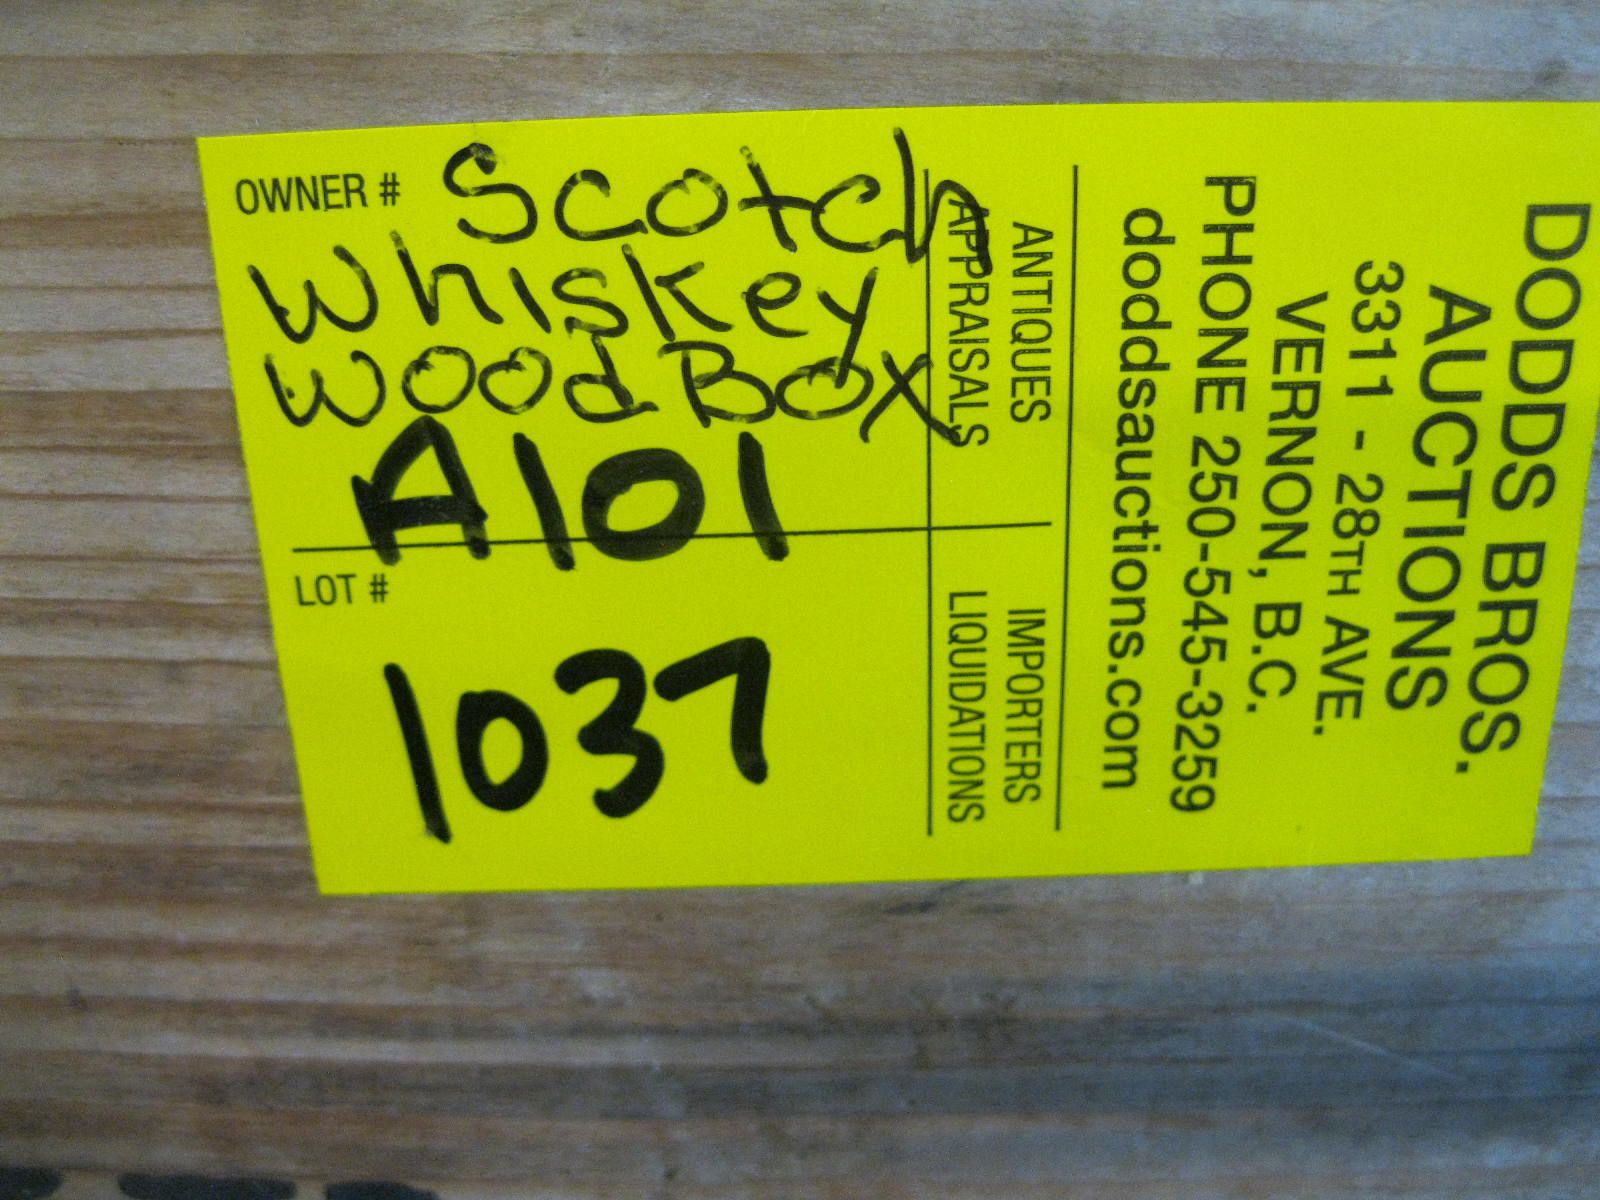 OWNER # Scotch
Whiskey
Wood Box
A101
LOT #
1037
DODDS BROS.
AUCTIONS
3311 - 28TH AVE.
VERNON, B.C.
PHONE 250-545-3259
doddsauctions.com
ANTIQUES
APPRAISALS
IMPORTERS
LIQUIDATIONS